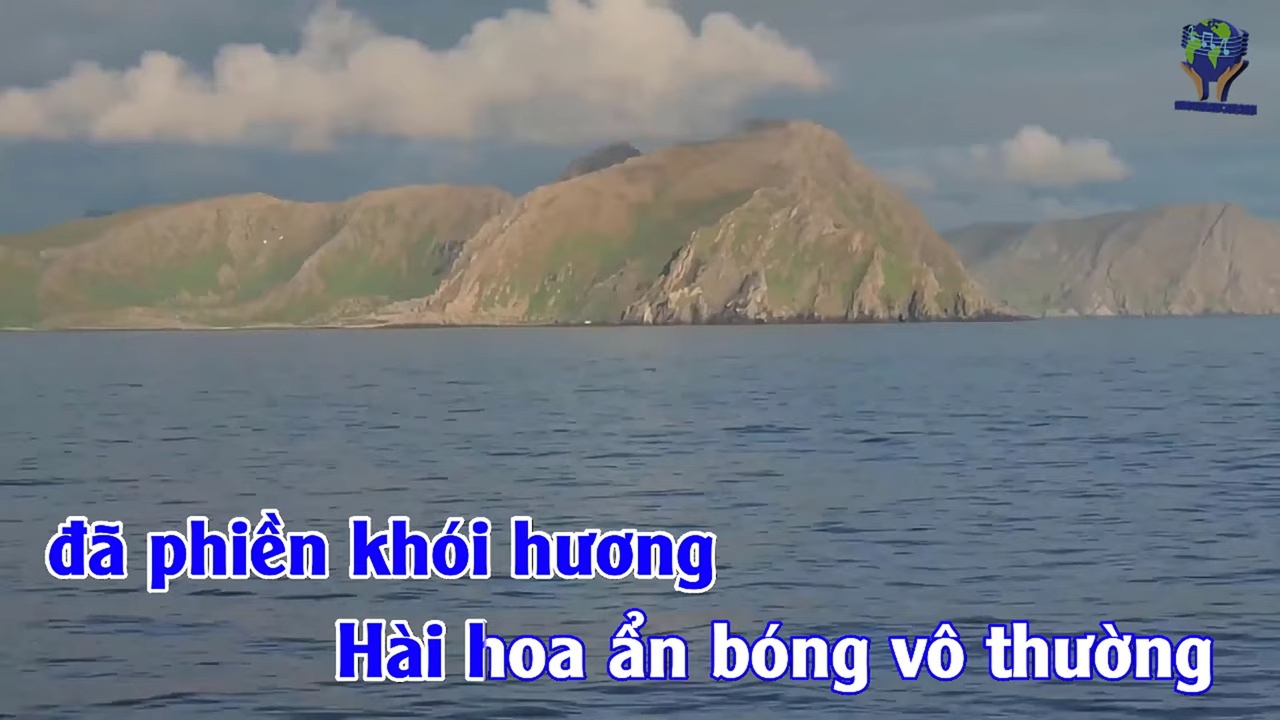 đã phiền khói hương
Hài hoa ẩn bóng vô thường